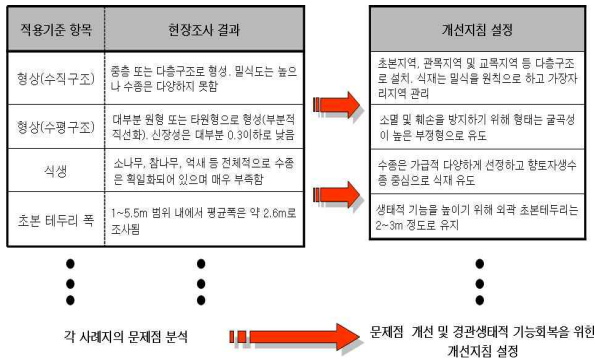 적용기준 항목
현장조사 결과
형상(수직구조)
중층 또는 다층구조로 형성. 밀식도는 높으
나 수종은 다양하지 못함
형상(수평구조)
대부분 원형 또는 타원형으로 형성(부분적
직선화). 신장성은 대부분 0.3이하로 낮음
식생
소나무, 참나무, 억새 등 전체적으로 수종
은 획일화되어 있으며 매우 부족함
초본 테두리 폭
1~5.5m 범위 내에서 평균폭은 약 2.6m로
조사됨
개선지침 설정
초본지역, 관목지역 및 교목지역 등 다층구조
로 설치, 식재는 밀식을 원칙으로 하고 가장자
리지역 관리
소멸 및 훼손을 방지하기 위해 형태는 굴곡성
이 높은 부정형으로 유도
수종은 가급적 다양하게 선정하고 향토자생수
종 중심으로 식재 유도
생태적 기능을 높이기 위해 외곽 초본테두리는
2~3m 정도로 유지
각 사례지의 문제점 분석
문제점 개선 및 경관생태적 기능회복을 위한
개선지침 설정